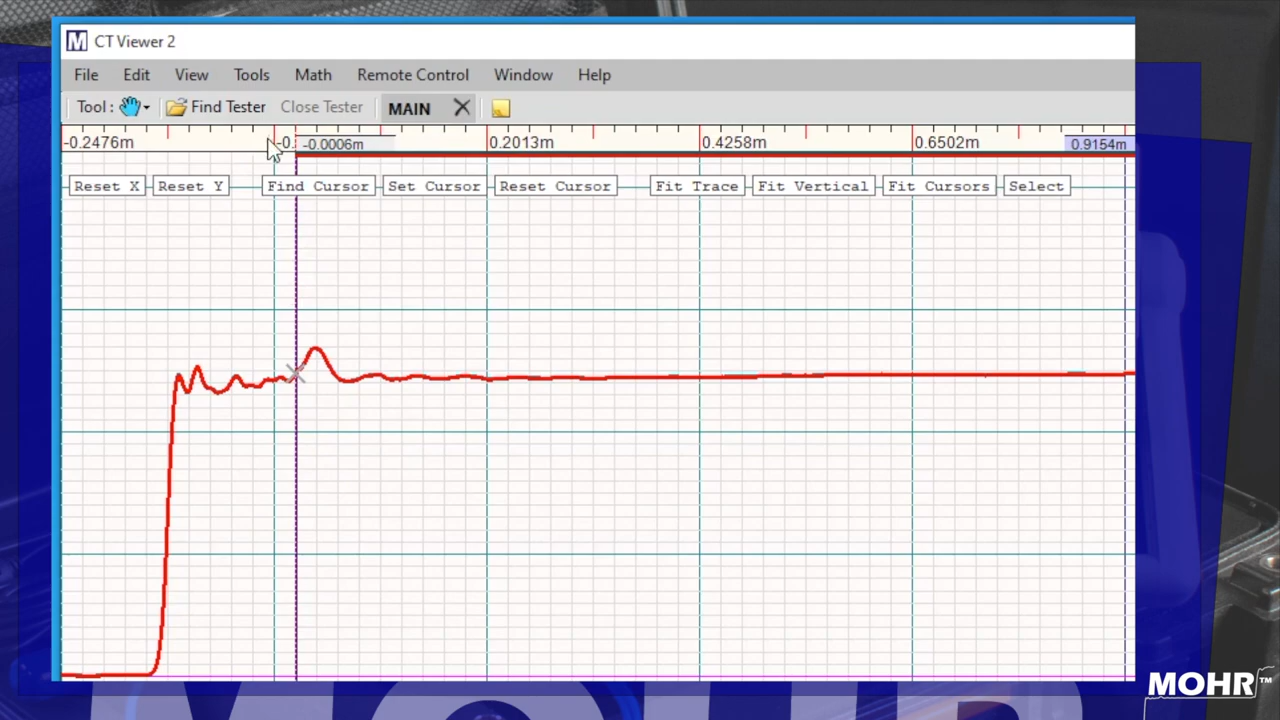 M CT Viewer 2
File Edit View Tools Math Remote Control Window Help
Tool : Find Tester Close Tester MAIN
-0.2476m -0. -0.0006m 0.2013m 0.4258m 0.6502m 0.9154m
Reset X Reset Y Find Cursor Set Cursor Reset Cursor Fit Trace Fit Vertical Fit Cursors Select
MOHR™
MOHR